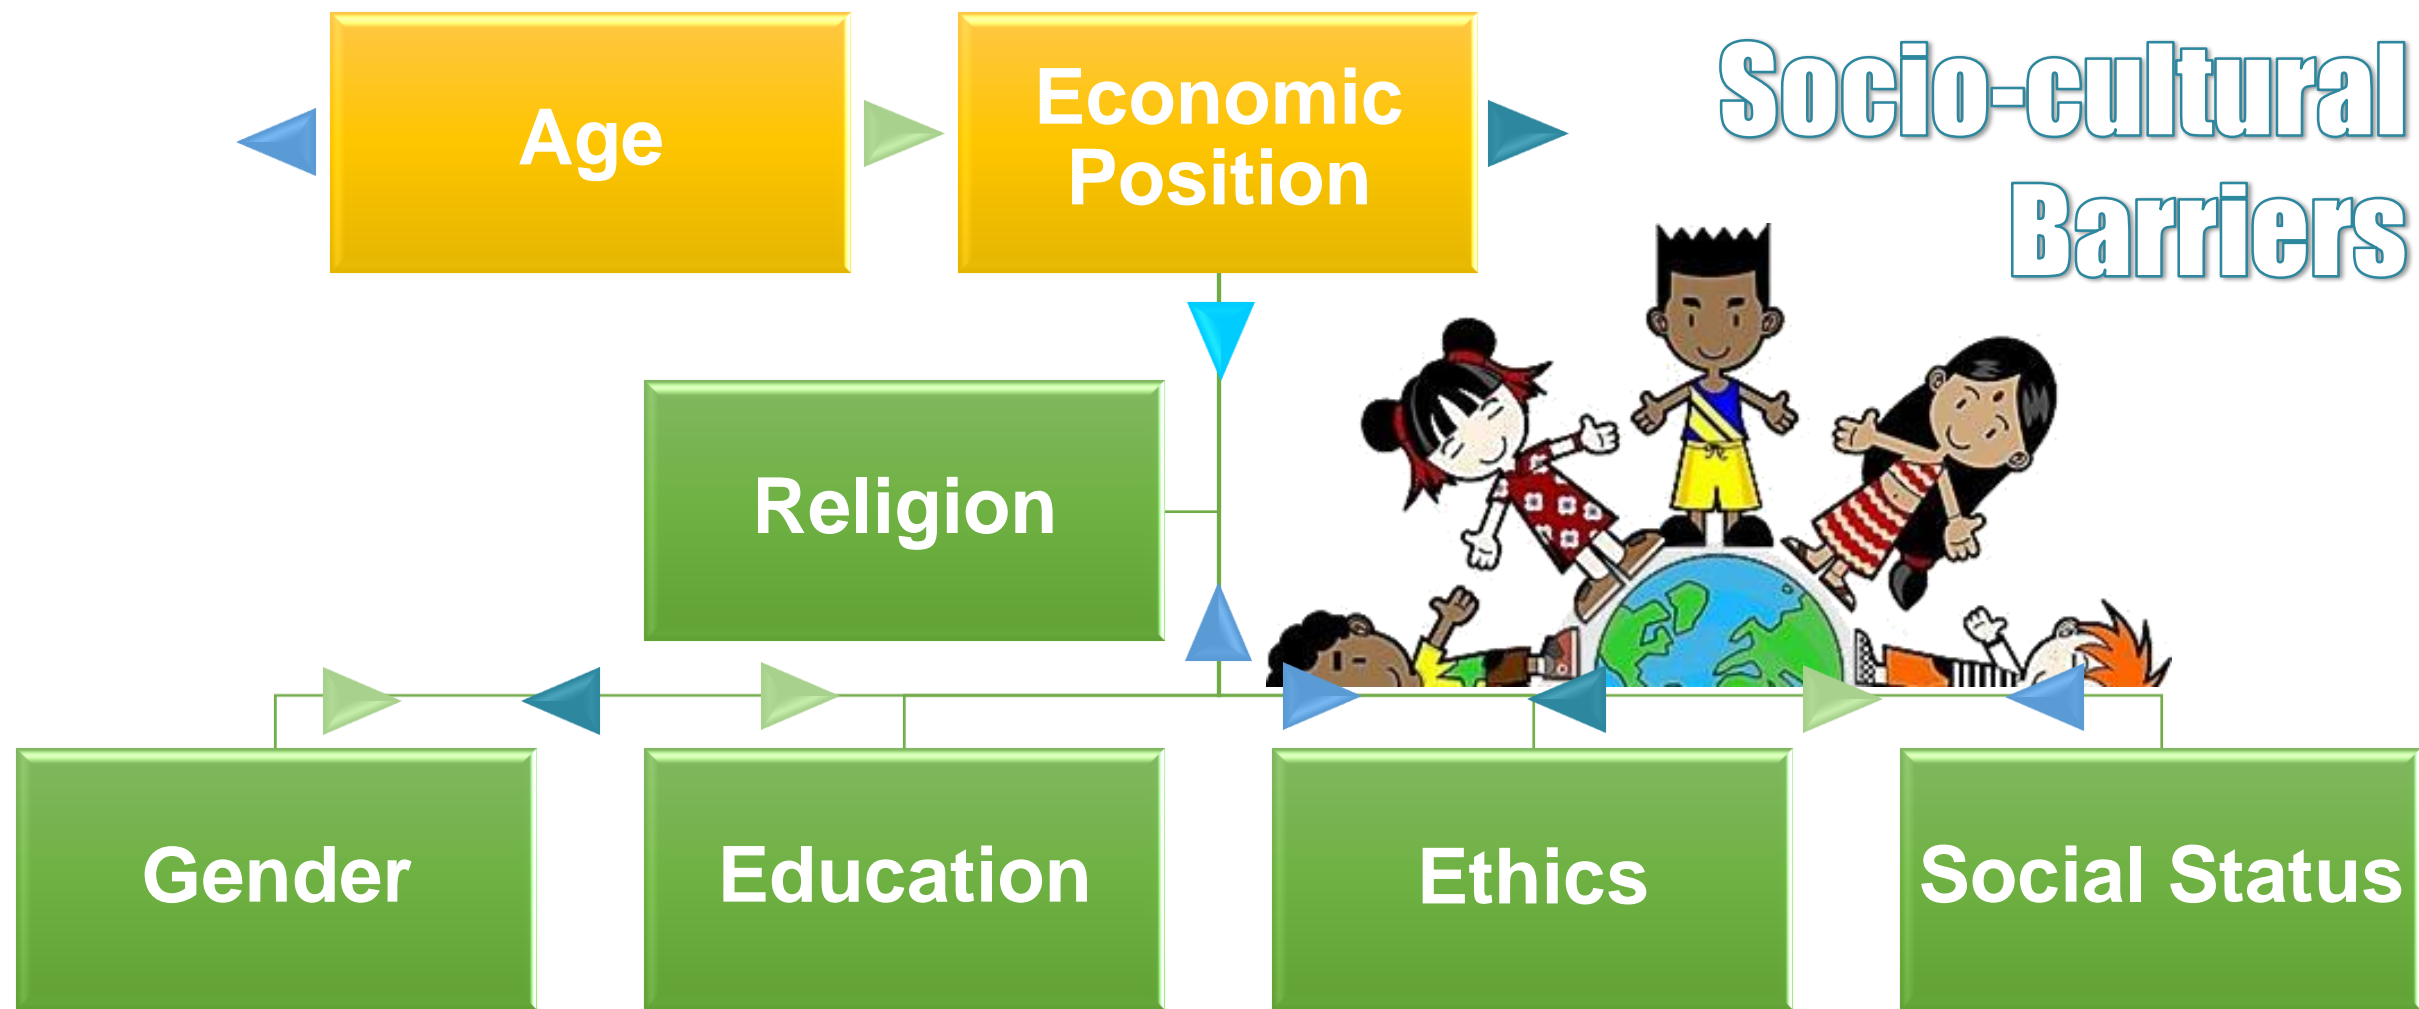 Socio-cultural
Barriers
Age
Economic
Position
Religion
Gender
Education
Ethics
Social Status